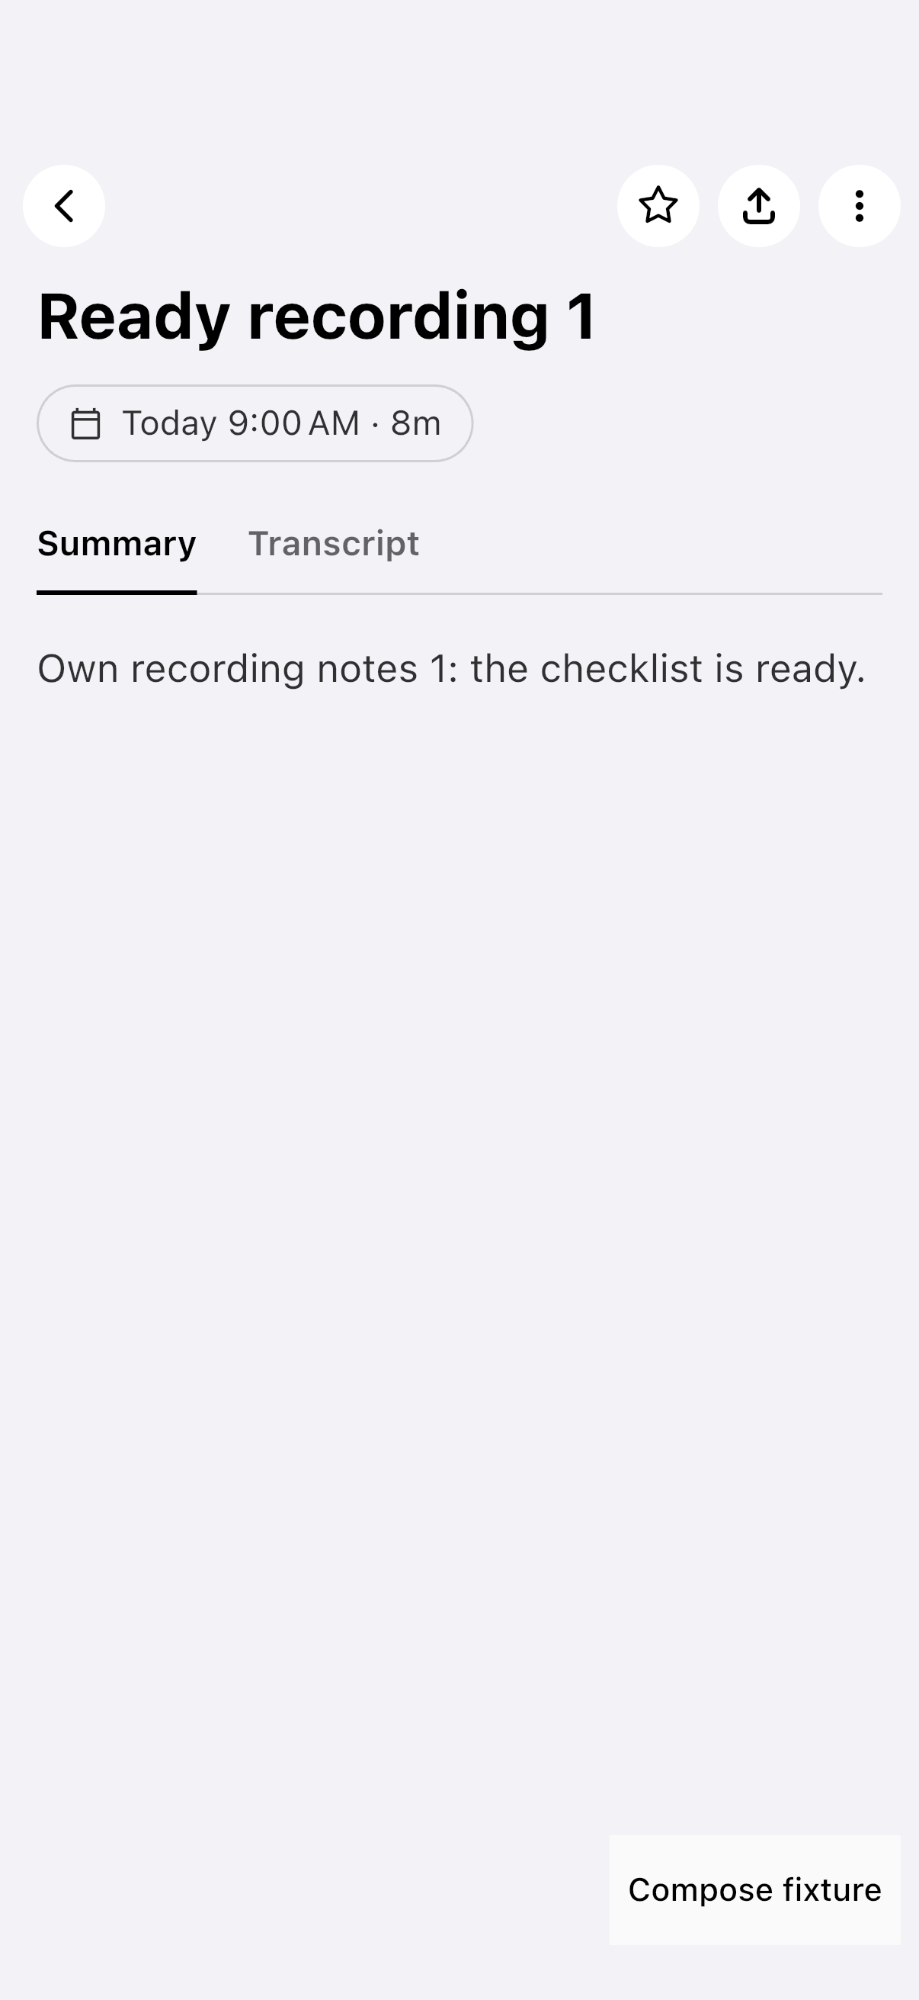 Ready recording 1
Today 9:00 AM · 8m
Summary Transcript
Own recording notes 1: the checklist is ready.
Compose fixture